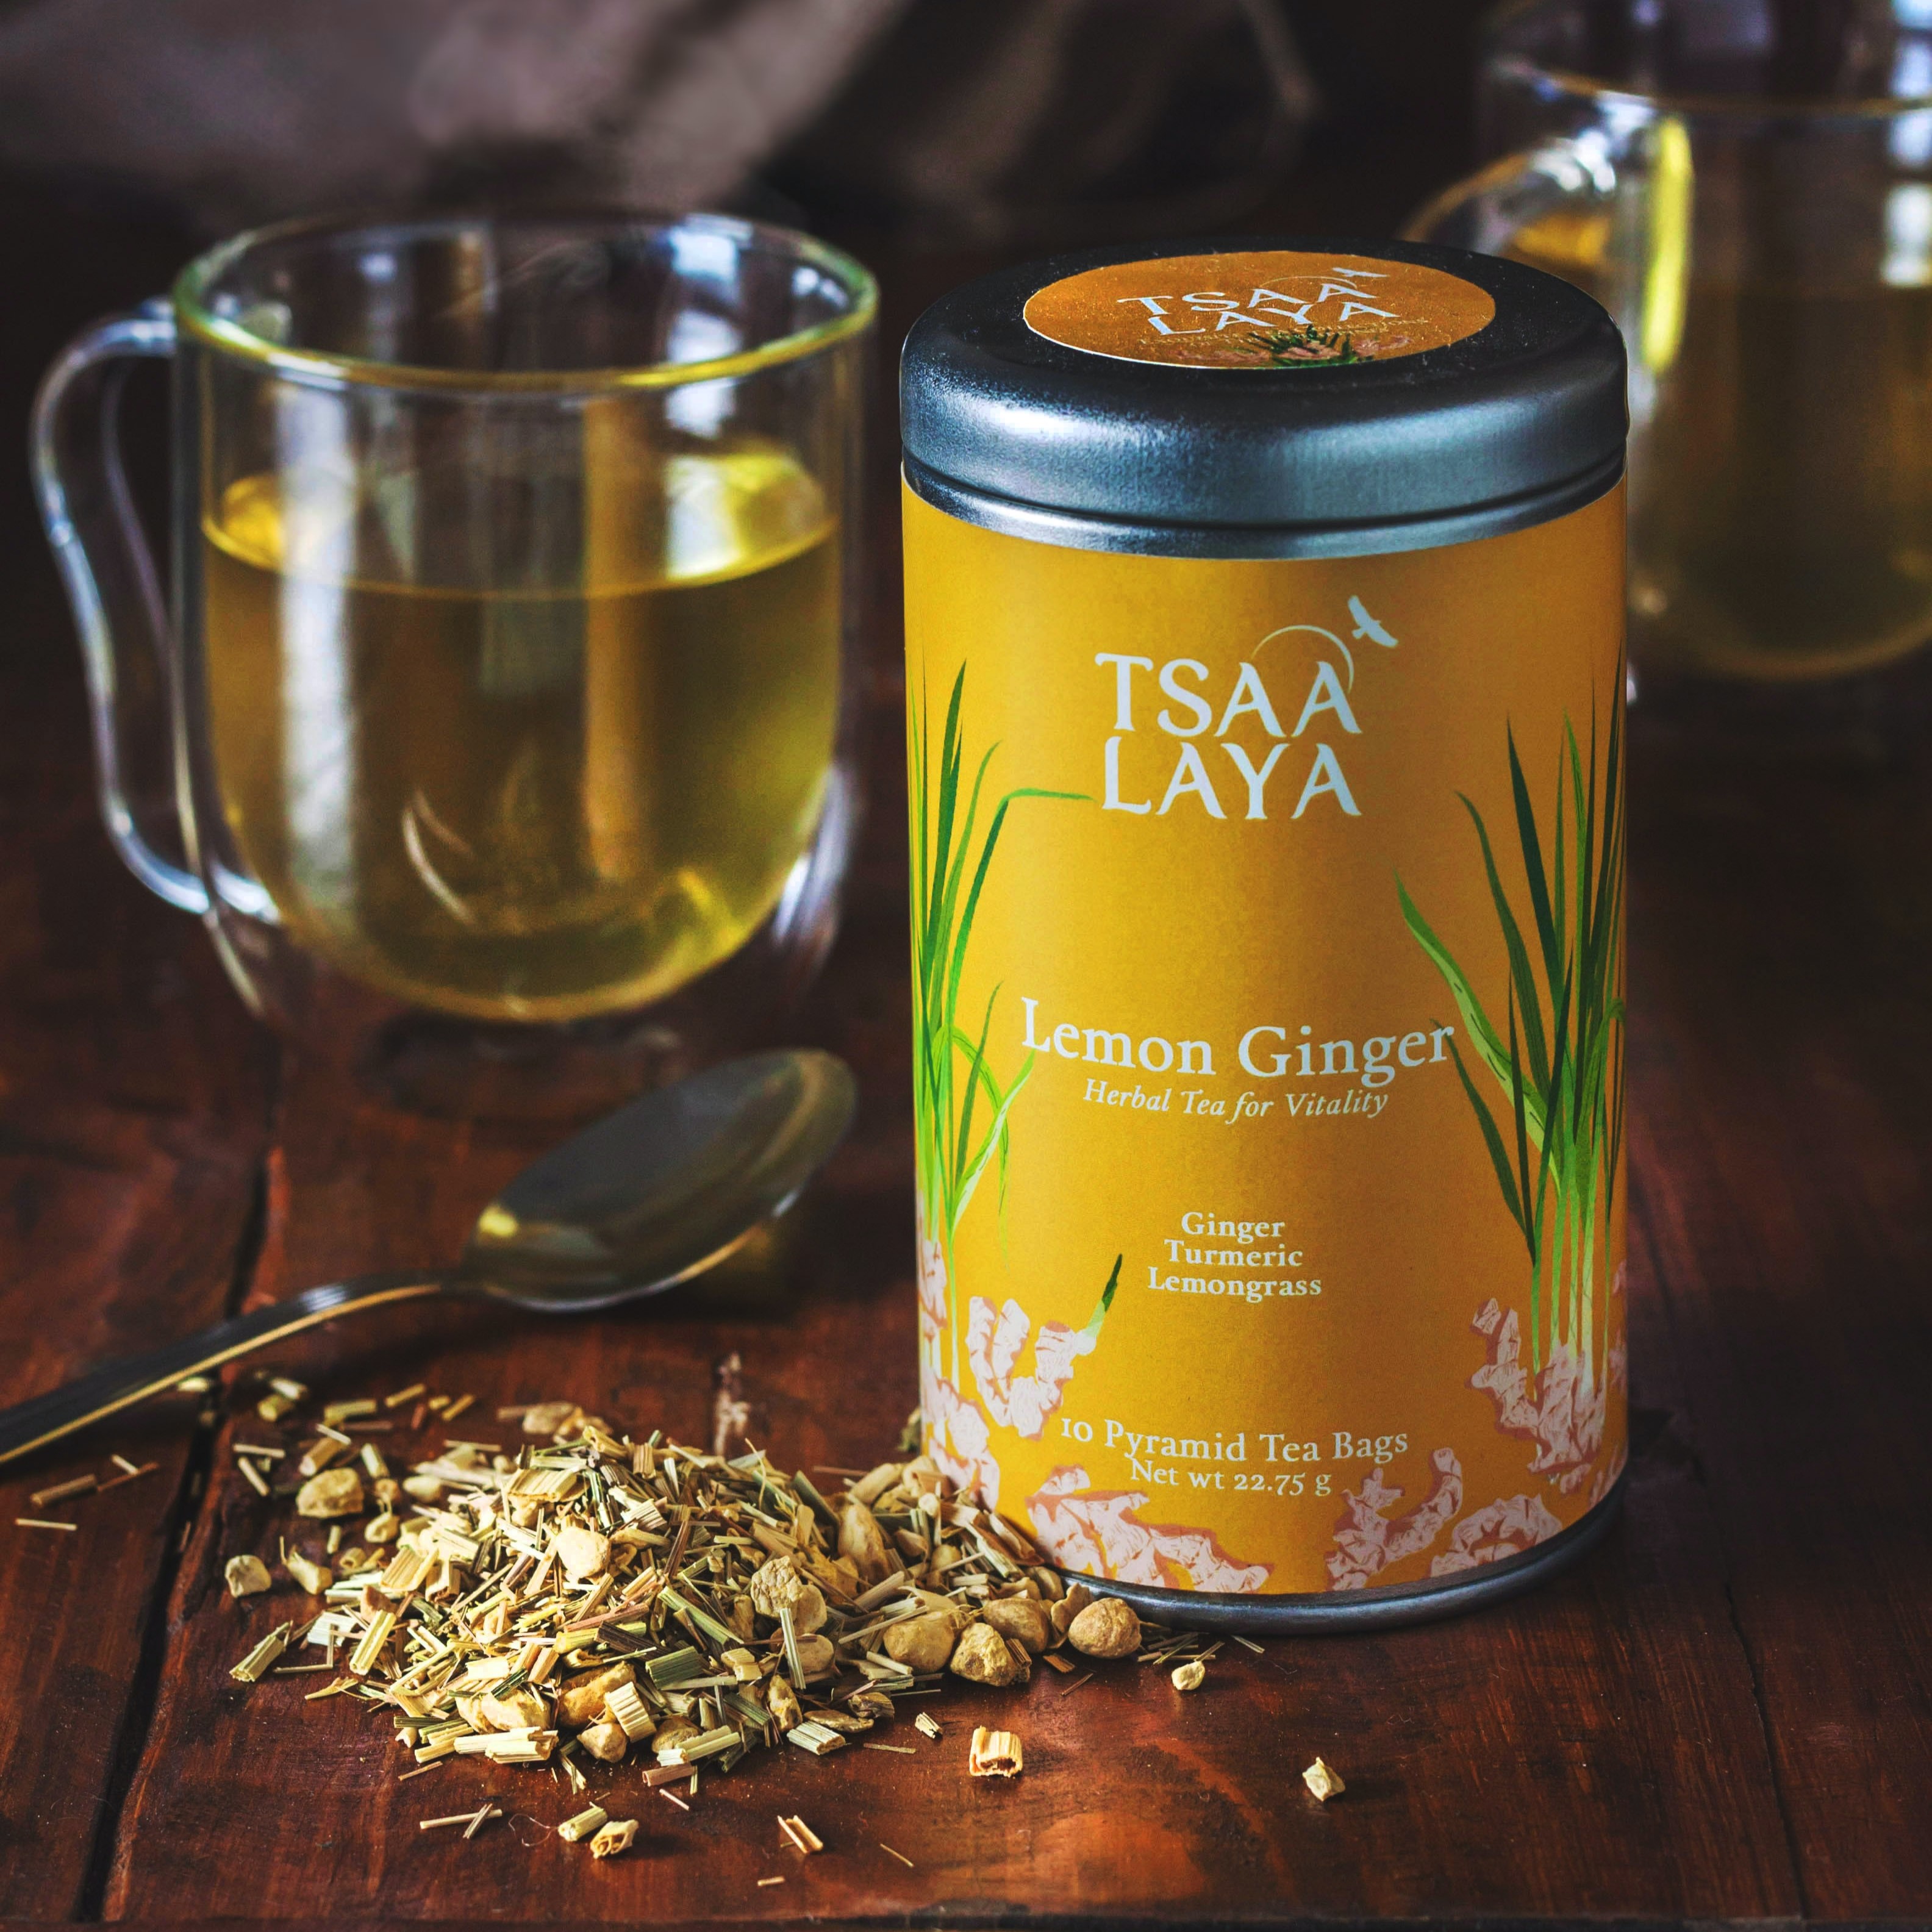 TSAA
LAYA
TSAA
LAYA
Lemon Ginger
Herbal Tea for Vitality
Ginger
Turmeric
Lemongrass
10 Pyramid Tea Bags
Net wt 22.75 g